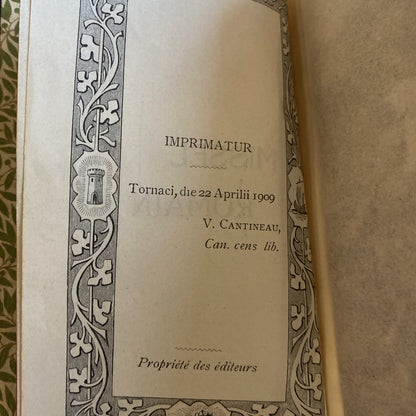 IMPRIMATUR
Tornaci, die 22 Aprilii 1909
V. CANTINEAU,
Can. cens lib.
Propriété des éditeurs